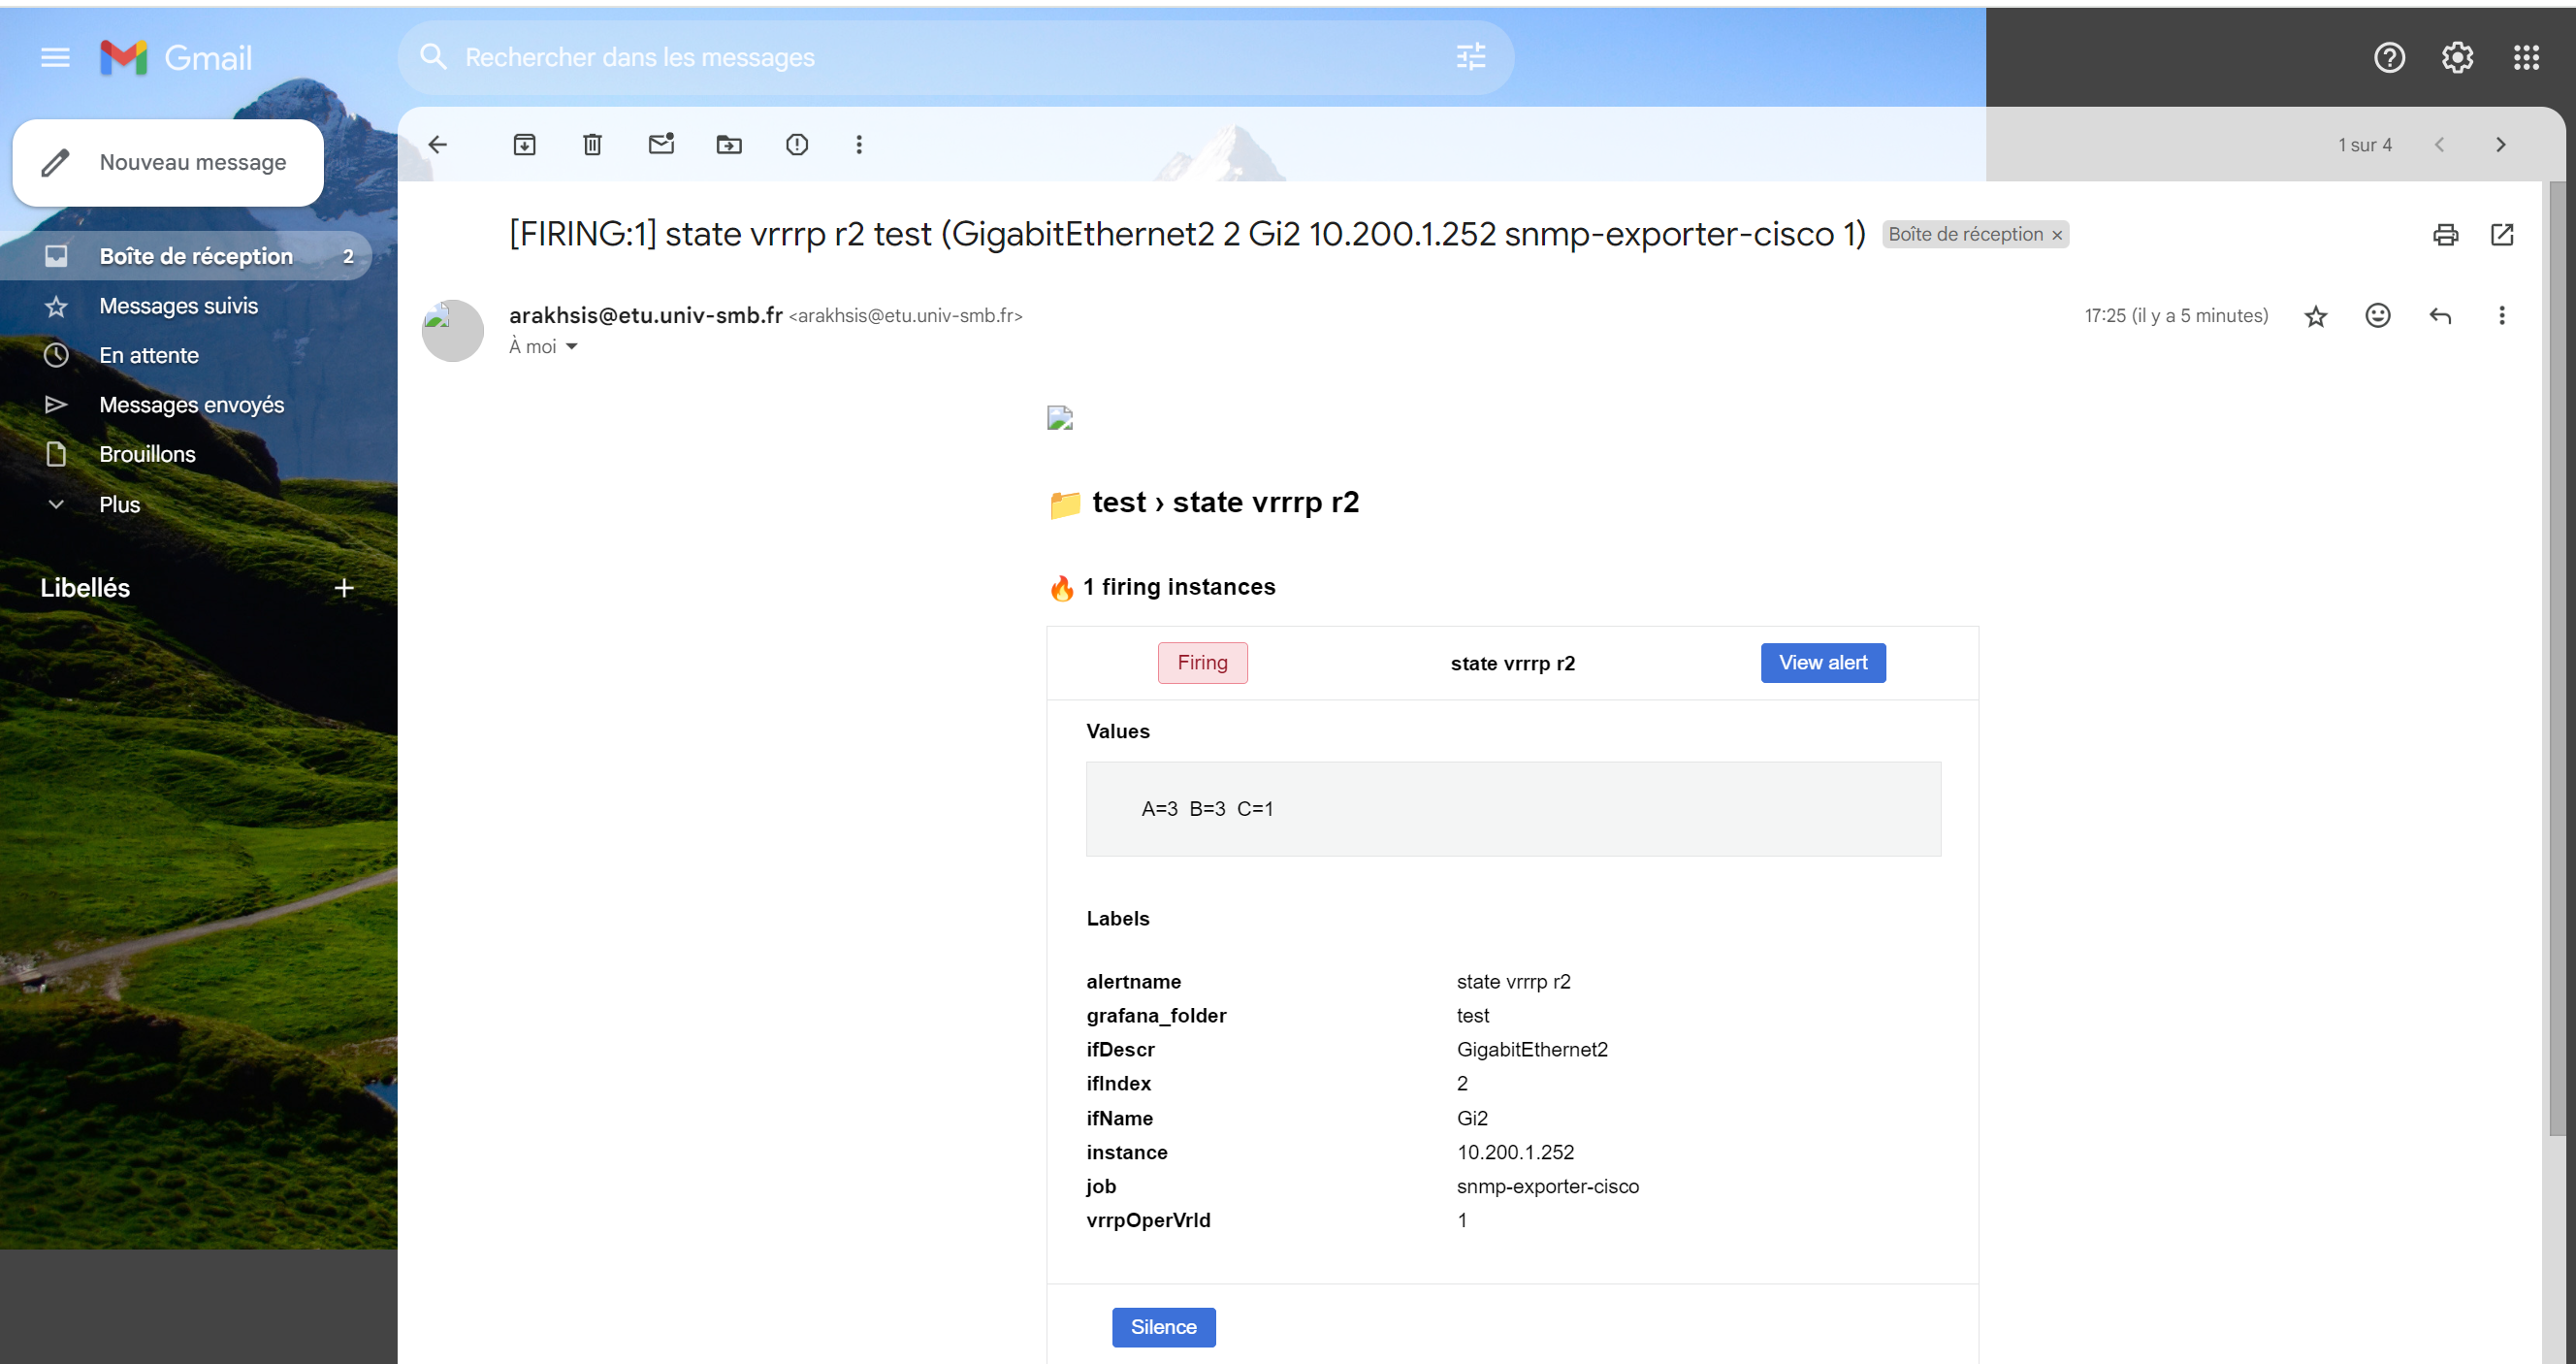 Gmail
Rechercher dans les messages
Nouveau message
1 sur 4
[FIRING:1] state vrrrp r2 test (GigabitEthernet2 2 Gi2 10.200.1.252 snmp-exporter-cisco 1)
Boîte de réception ×
Boîte de réception 2
Messages suivis
En attente
Messages envoyés
Brouillons
Plus
Libellés
arakhsis@etu.univ-smb.fr <arakhsis@etu.univ-smb.fr>
17:25 (il y a 5 minutes)
À moi
test › state vrrrp r2
1 firing instances
Firing state vrrrp r2 View alert
Values
A=3 B=3 C=1
Labels
alertname state vrrrp r2
grafana_folder test
ifDescr GigabitEthernet2
ifIndex 2
ifName Gi2
instance 10.200.1.252
job snmp-exporter-cisco
vrrpOperVrId 1
Silence